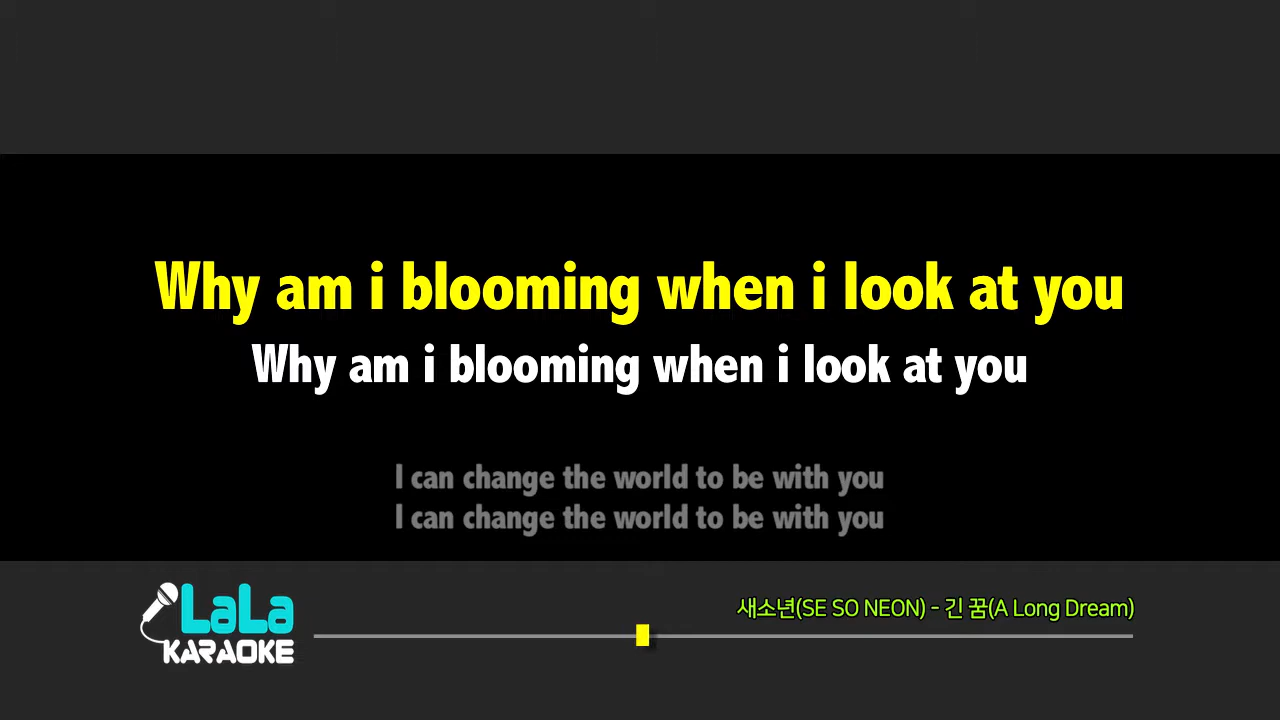 Why am i blooming when i look at you
Why am i blooming when i look at you
I can change the world to be with you
I can change the world to be with you
LaLa
KARAOKE
새소년(SE SO NEON) - 긴 꿈(A Long Dream)